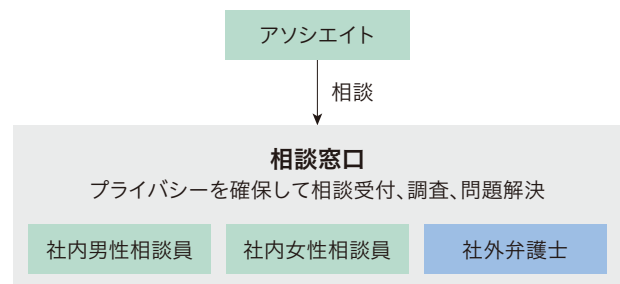 アソシエイト
相談
相談窓口
プライバシーを確保して相談受付、調査、問題解決
社内男性相談員
社内女性相談員
社外弁護士